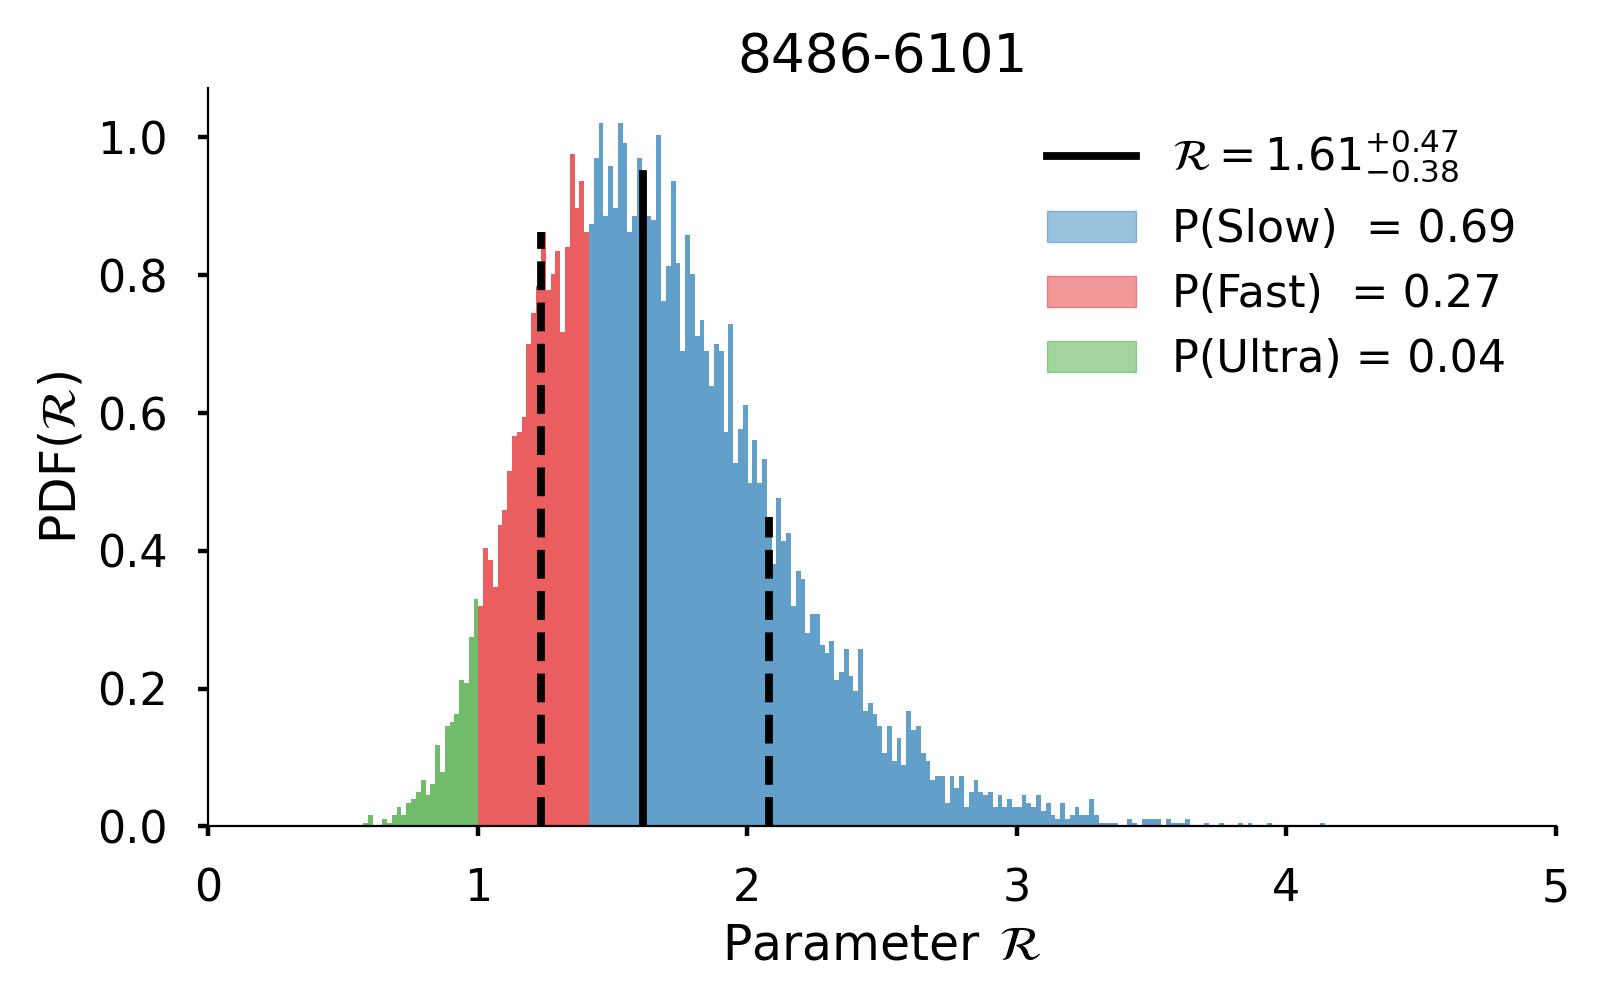 8486-6101
PDF(ℛ)
1.0
0.8
0.6
0.4
0.2
0.0
ℛ = 1.61 +0.47 −0.38
P(Slow) = 0.69
P(Fast) = 0.27
P(Ultra) = 0.04
0 1 2 3 4 5
Parameter ℛ